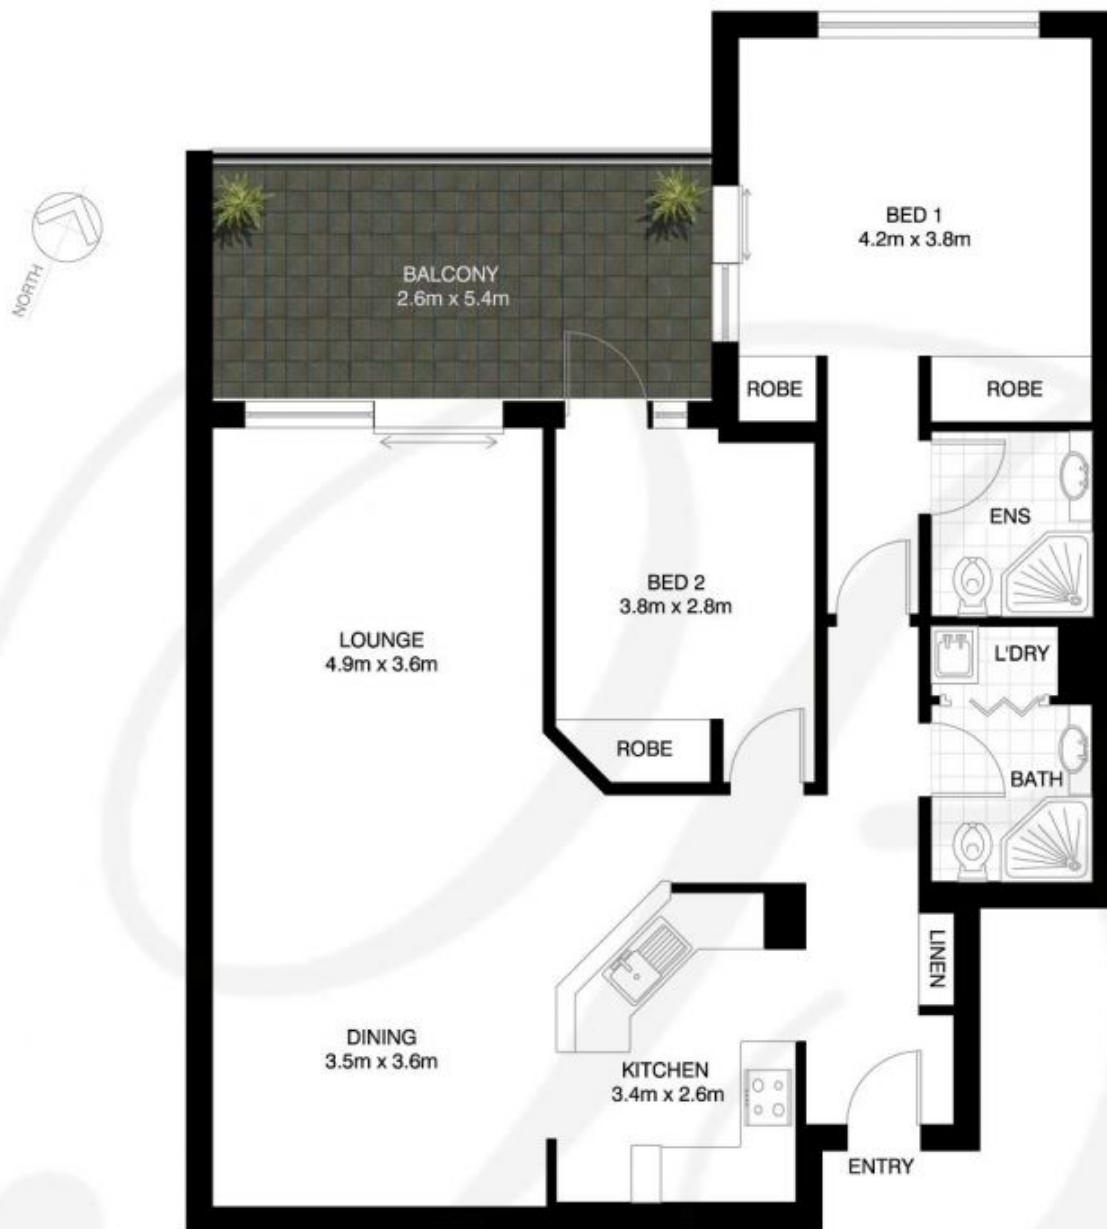 BED 1
4.2m x 3.8m
NORTH
BALCONY
2.6m x 5.4m
ROBE
ROBE
ENS
BED 2
3.8m x 2.8m
LOUNGE
4.9m x 3.6m
L'DRY
ROBE
BATH
LINEN
DINING
3.5m x 3.6m
KITCHEN
3.4m x 2.6m
ENTRY